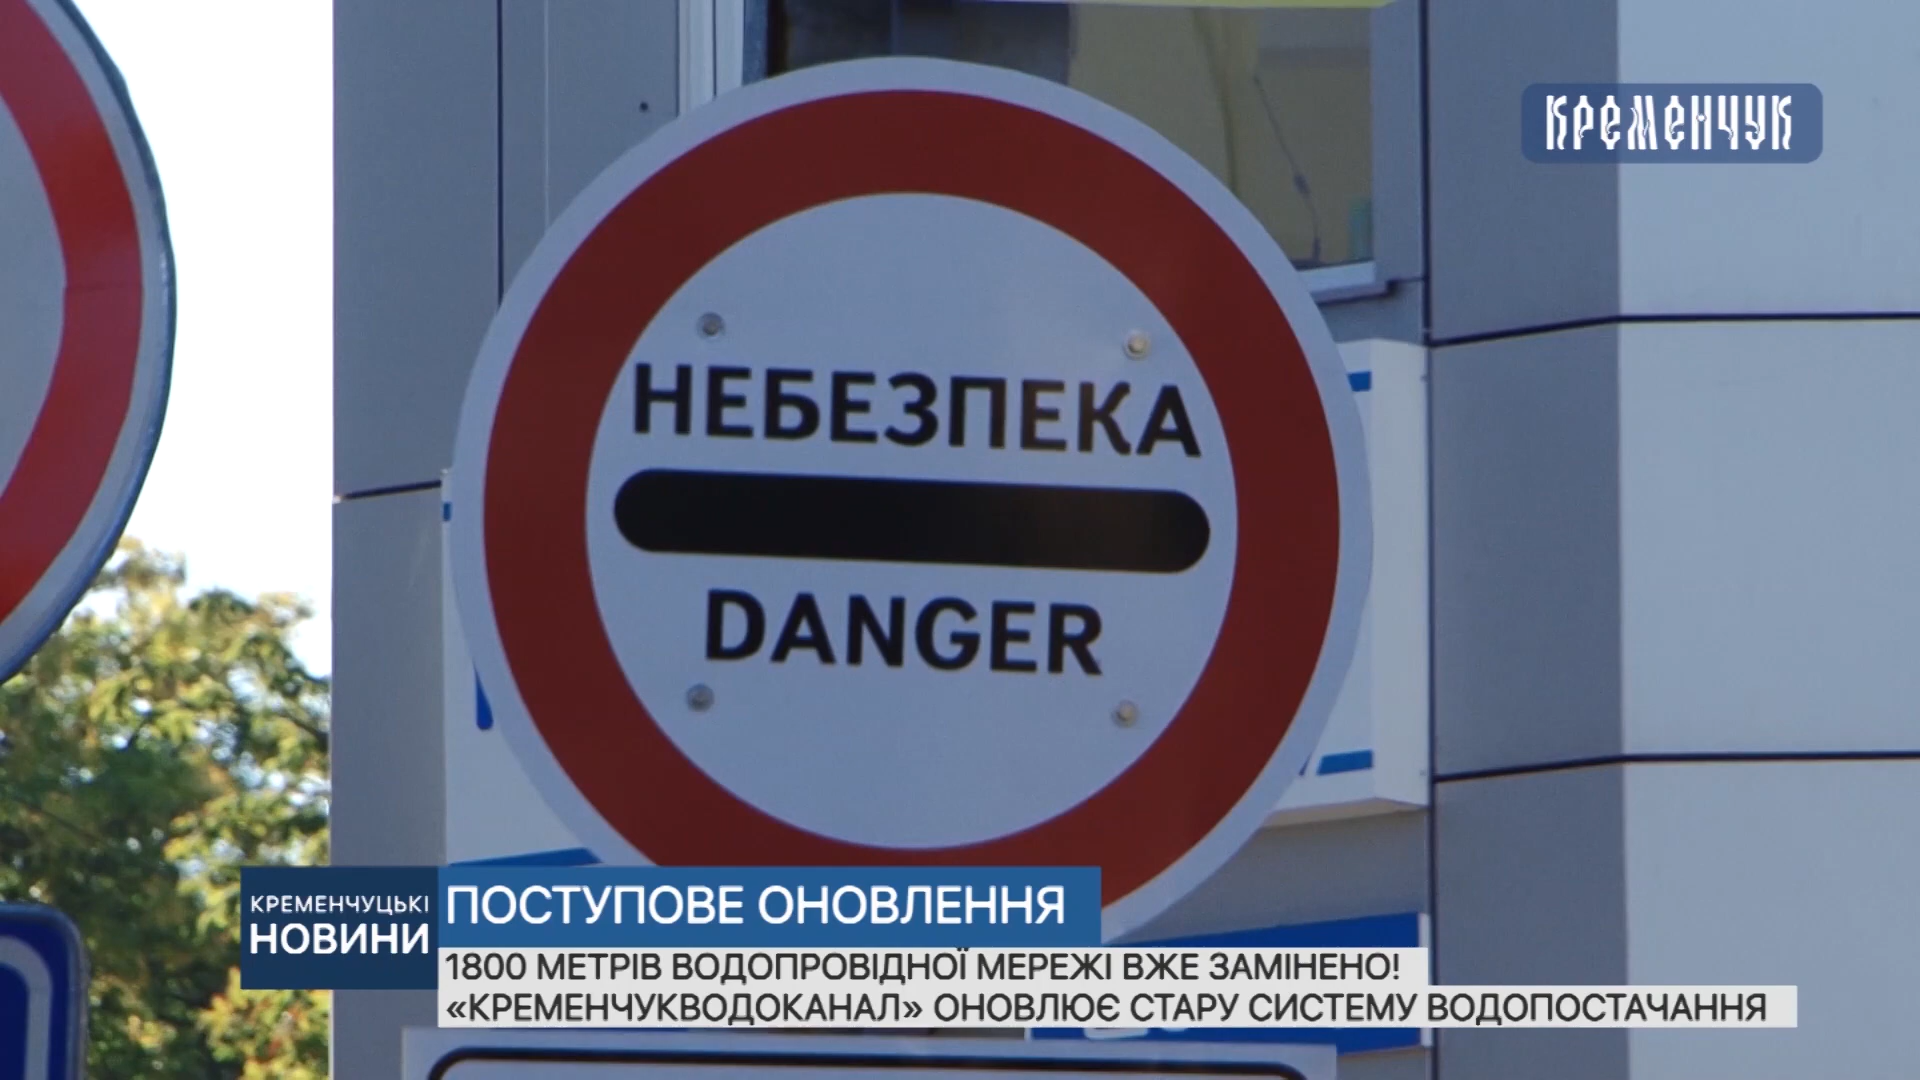 КРЕМЕНЧУК
НЕБЕЗПЕКА
DANGER
КРЕМЕНЧУЦЬКІ
НОВИНИ
ПОСТУПОВЕ ОНОВЛЕННЯ
1800 МЕТРІВ ВОДОПРОВІДНОЇ МЕРЕЖІ ВЖЕ ЗАМІНЕНО!
«КРЕМЕНЧУКВОДОКАНАЛ» ОНОВЛЮЄ СТАРУ СИСТЕМУ ВОДОПОСТАЧАННЯ